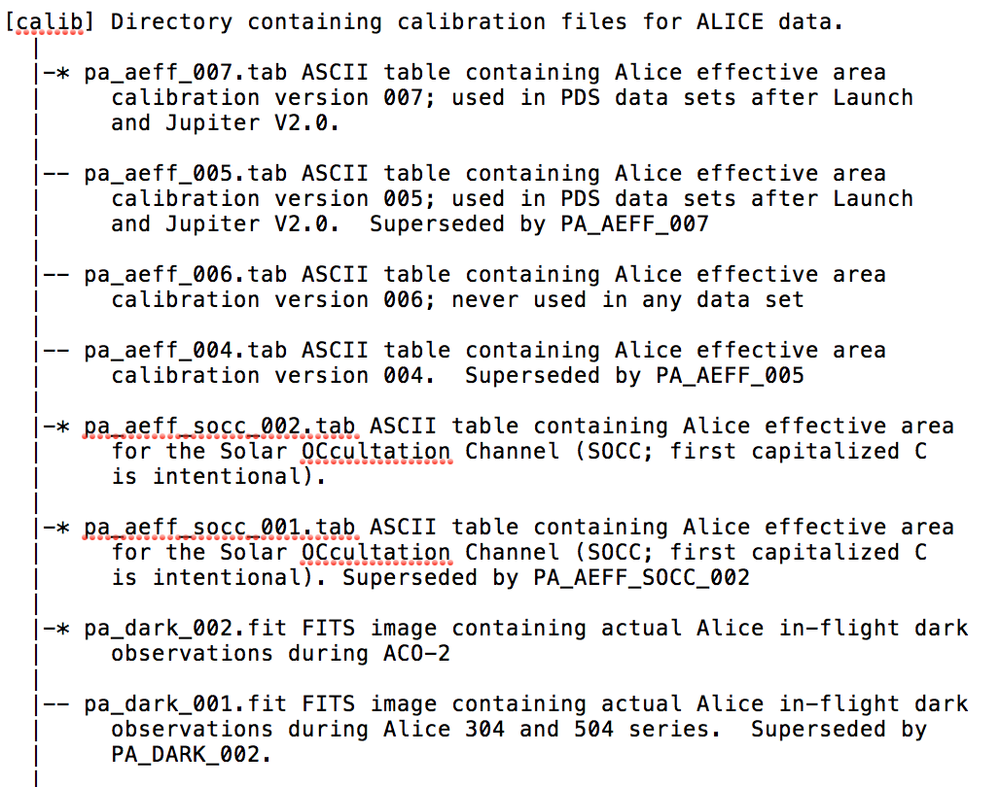 [calib] Directory containing calibration files for ALICE data.
|
|-* pa_aeff_007.tab ASCII table containing Alice effective area
| calibration version 007; used in PDS data sets after Launch
| and Jupiter V2.0.
|
|-- pa_aeff_005.tab ASCII table containing Alice effective area
| calibration version 005; used in PDS data sets after Launch
| and Jupiter V2.0.  Superseded by PA_AEFF_007
|
|-- pa_aeff_006.tab ASCII table containing Alice effective area
| calibration version 006; never used in any data set
|
|-- pa_aeff_004.tab ASCII table containing Alice effective area
| calibration version 004.  Superseded by PA_AEFF_005
|
|-* pa_aeff_socc_002.tab ASCII table containing Alice effective area
| for the Solar OCcultation Channel (SOCC; first capitalized C
| is intentional).
|
|-* pa_aeff_socc_001.tab ASCII table containing Alice effective area
| for the Solar OCcultation Channel (SOCC; first capitalized C
| is intentional). Superseded by PA_AEFF_SOCC_002
|
|-* pa_dark_002.fit FITS image containing actual Alice in-flight dark
| observations during ACO-2
|
|-- pa_dark_001.fit FITS image containing actual Alice in-flight dark
| observations during Alice 304 and 504 series.  Superseded by
| PA_DARK_002.
|